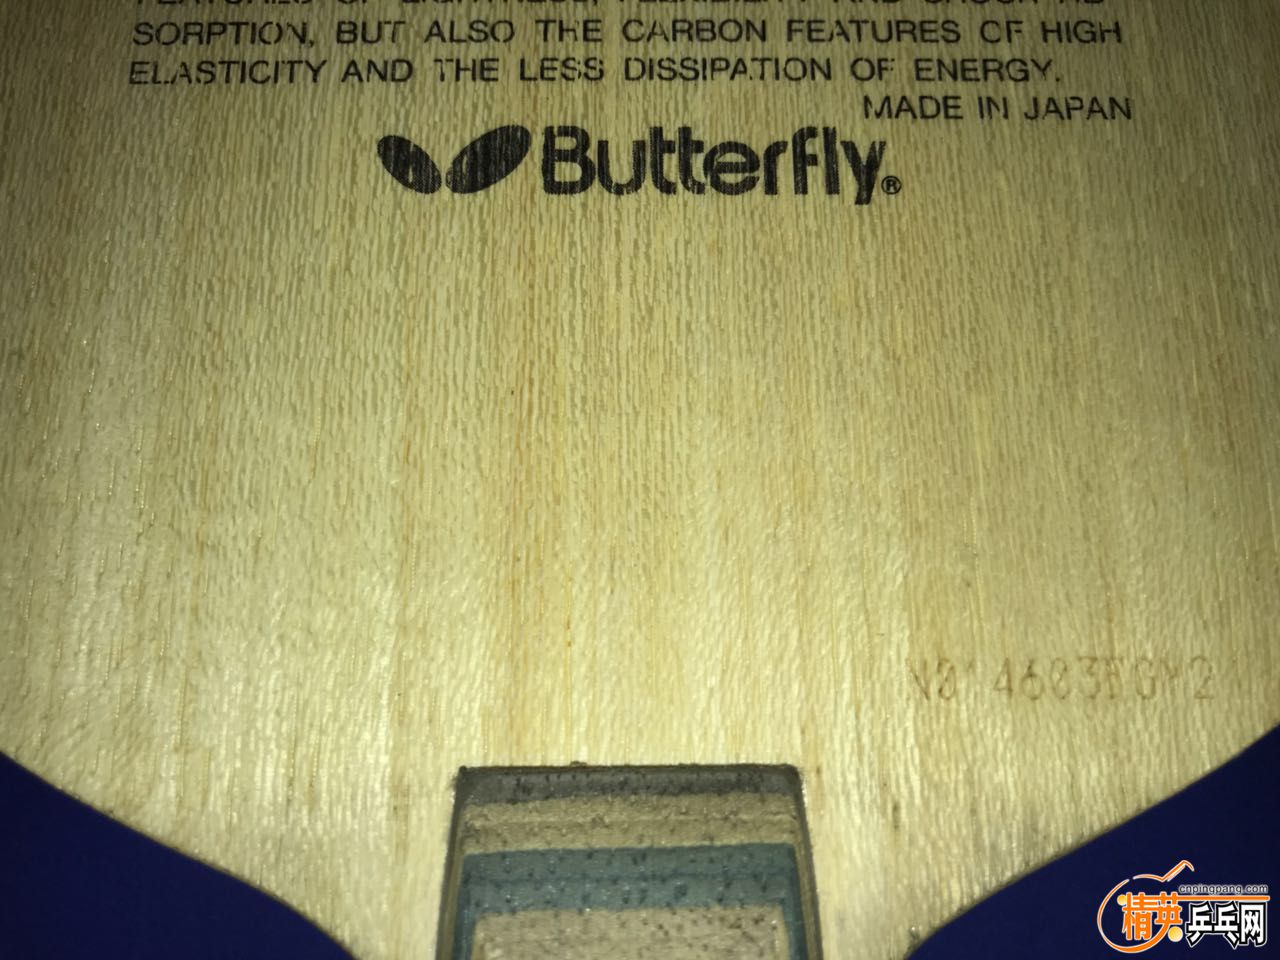 SORPTION, BUT ALSO THE CARBON FEATURES OF HIGH
ELASTICITY AND THE LESS DISSIPATION OF ENERGY.
MADE IN JAPAN
Butterfly®
cnpingpang.com
精英乒乓网